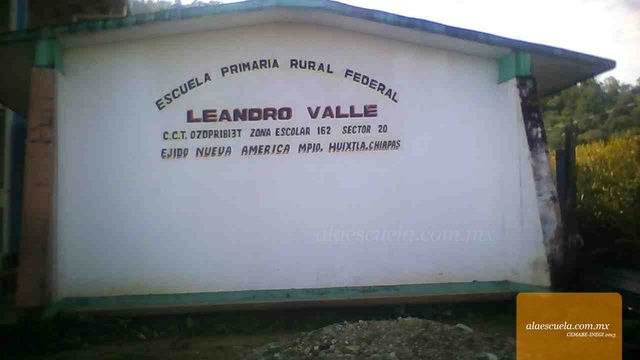 ESCUELA PRIMARIA RURAL FEDERAL
LEANDRO VALLE
C.C.T. 07DPR1813T ZONA ESCOLAR 162 SECTOR 20
EJIDO NUEVA AMERICA MPIO. HUIXTLA, CHIAPAS
alaescuela.com.mx
alaescuela.com.mx
CEMABE-INEGI 2013